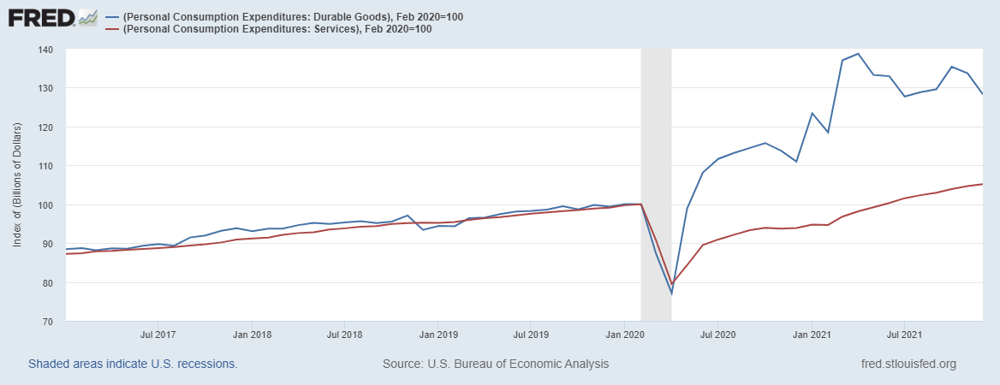 FRED
(Personal Consumption Expenditures: Durable Goods), Feb 2020=100
(Personal Consumption Expenditures: Services), Feb 2020=100
Index of (Billions of Dollars)
140
130
120
110
100
90
80
70
Jul 2017
Jan 2018
Jul 2018
Jan 2019
Jul 2019
Jan 2020
Jul 2020
Jan 2021
Jul 2021
Shaded areas indicate U.S. recessions.
Source: U.S. Bureau of Economic Analysis
fred.stlouisfed.org